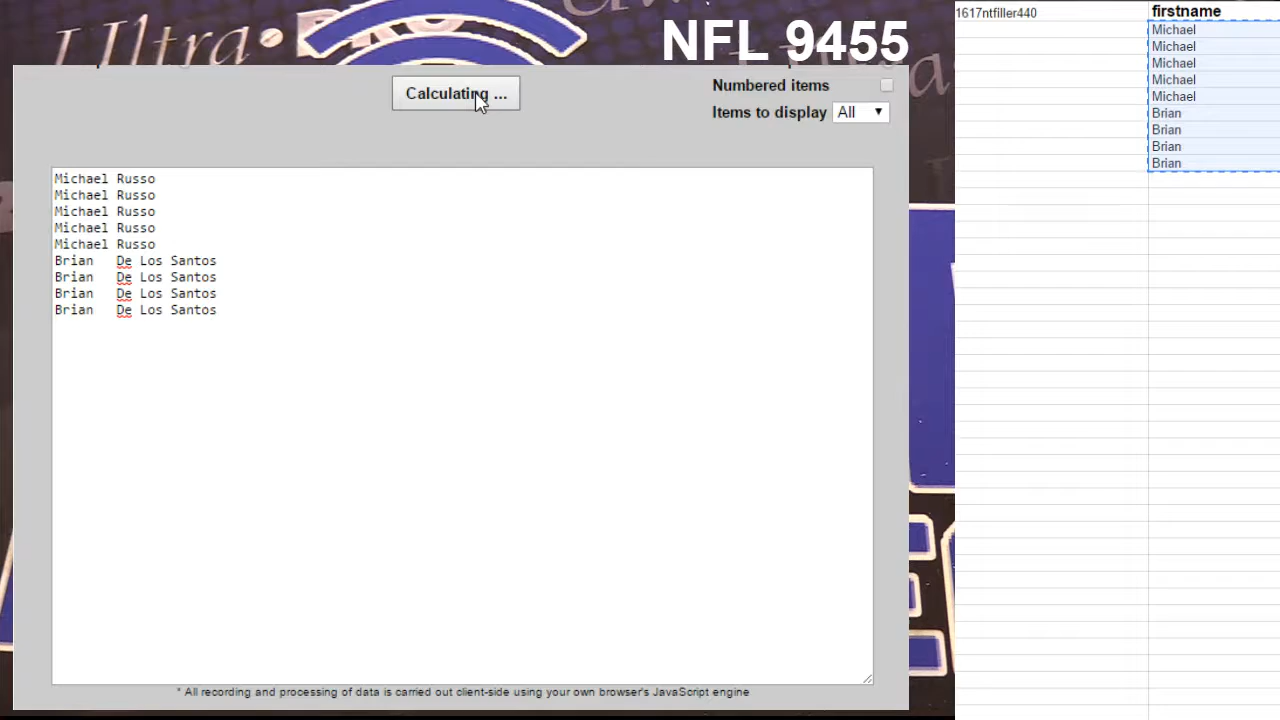 Ultra PRO
NFL 9455
Calculating ...
Numbered items
Items to display All
Michael Russo
Michael Russo
Michael Russo
Michael Russo
Michael Russo
Brian De Los Santos
Brian De Los Santos
Brian De Los Santos
Brian De Los Santos
* All recording and processing of data is carried out client-side using your own browser's JavaScript engine
1617ntfiller440
firstname
Michael
Michael
Michael
Michael
Michael
Brian
Brian
Brian
Brian